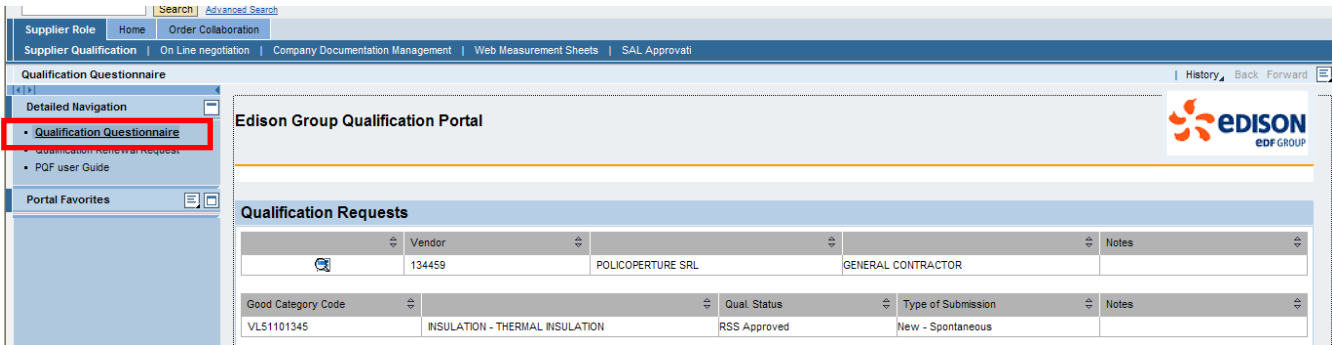 Search Advanced Search
Supplier Role Home Order Collaboration
Supplier Qualification | On Line negotiation | Company Documentation Management | Web Measurement Sheets | SAL Approvati
Qualification Questionnaire | History Back Forward
Detailed Navigation
Qualification Questionnaire
Qualification Renewal Request
PQF user Guide
Portal Favorites
Edison Group Qualification Portal
eDISON
eDF GROUP
Qualification Requests
Vendor Notes
134459 POLICOPERTURE SRL GENERAL CONTRACTOR
Good Category Code Qual. Status Type of Submission Notes
VL51101345 INSULATION - THERMAL INSULATION RSS Approved New - Spontaneous